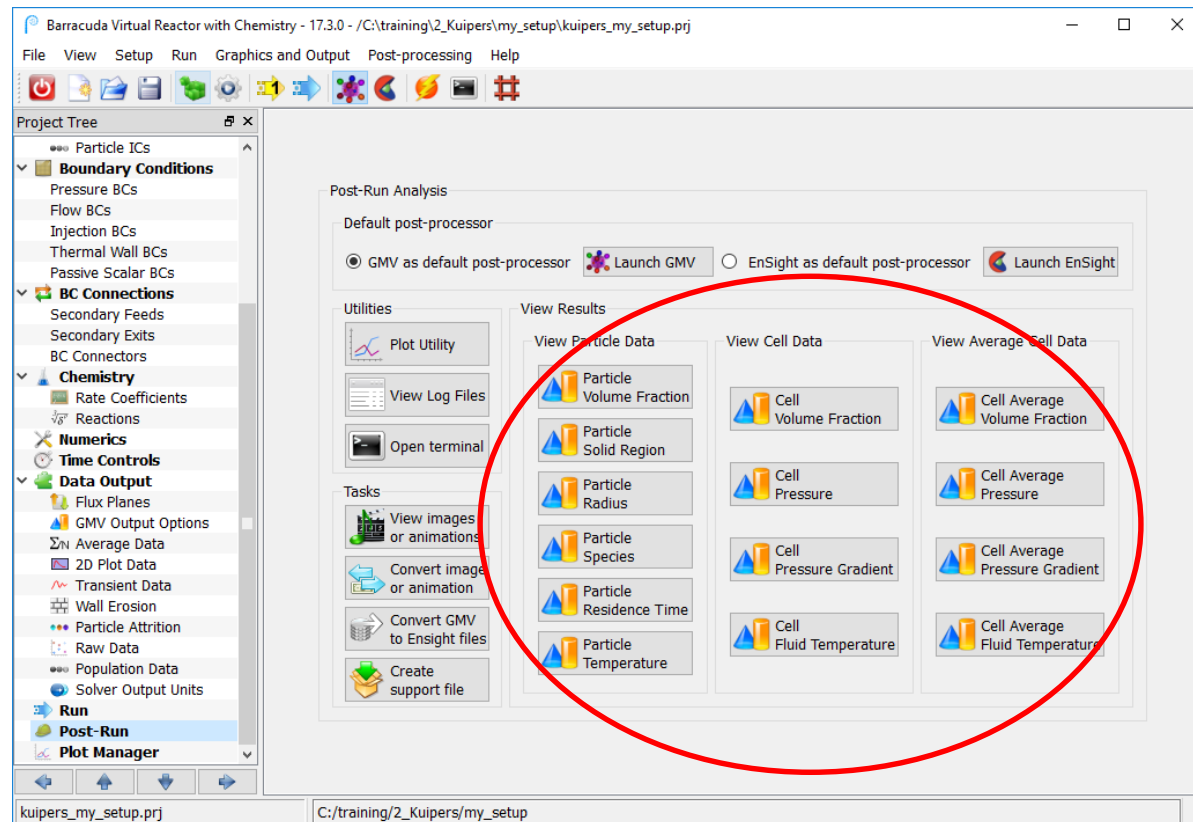 Barracuda Virtual Reactor with Chemistry - 17.3.0 - /C:\training\2_Kuipers\my_setup\kuipers_my_setup.prj
File View Setup Run Graphics and Output Post-processing Help
1
Project Tree
Particle ICs
Boundary Conditions
Pressure BCs
Flow BCs
Injection BCs
Thermal Wall BCs
Passive Scalar BCs
BC Connections
Secondary Feeds
Secondary Exits
BC Connectors
Chemistry
Rate Coefficients
Reactions
Numerics
Time Controls
Data Output
Flux Planes
GMV Output Options
ΣN Average Data
2D Plot Data
Transient Data
Wall Erosion
Particle Attrition
Raw Data
Population Data
Solver Output Units
Run
Post-Run
Plot Manager
Post-Run Analysis
Default post-processor
GMV as default post-processor
Launch GMV
EnSight as default post-processor
Launch EnSight
Utilities
Plot Utility
View Log Files
Open terminal
Tasks
View images
or animations
Convert image
or animation
Convert GMV
to Ensight files
Create
support file
View Results
View Particle Data
Particle
Volume Fraction
Particle
Solid Region
Particle
Radius
Particle
Species
Particle
Residence Time
Particle
Temperature
View Cell Data
Cell
Volume Fraction
Cell
Pressure
Cell
Pressure Gradient
Cell
Fluid Temperature
View Average Cell Data
Cell Average
Volume Fraction
Cell Average
Pressure
Cell Average
Pressure Gradient
Cell Average
Fluid Temperature
kuipers_my_setup.prj
C:/training/2_Kuipers/my_setup